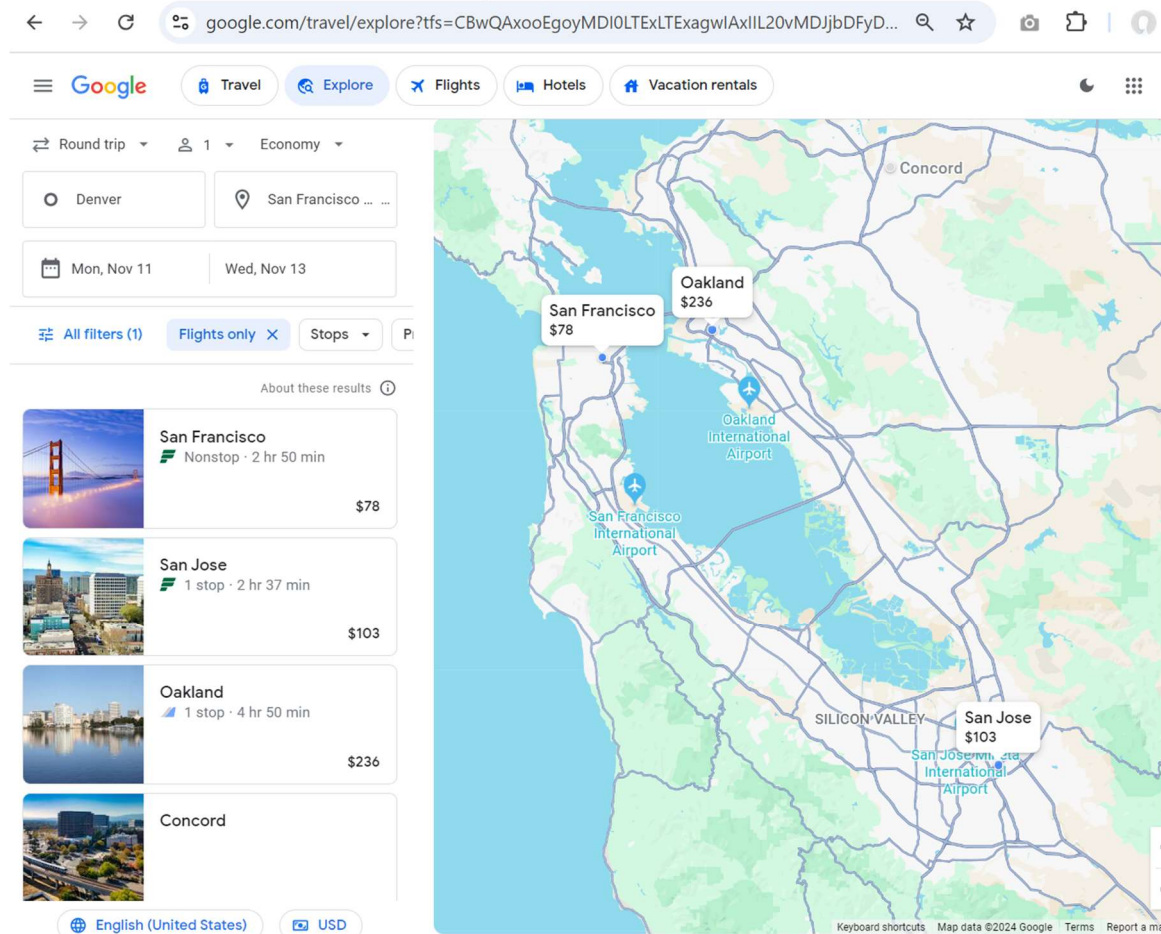 google.com/travel/explore?tfs=CBwQAxooEgoyMDI0LTExLTExagwIAxIIL20vMDJjbDFyD...
Google
Travel
Explore
Flights
Hotels
Vacation rentals
Round trip
1
Economy
Denver
San Francisco ... ...
Mon, Nov 11
Wed, Nov 13
All filters (1)
Flights only
Stops
About these results
San Francisco
Nonstop · 2 hr 50 min
$78
San Jose
1 stop · 2 hr 37 min
$103
Oakland
1 stop · 4 hr 50 min
$236
Concord
English (United States)
USD
Concord
Oakland
$236
San Francisco
$78
Oakland
International
Airport
San Francisco
International
Airport
SILICON VALLEY
San Jose
$103
San Jose
International
Airport
Keyboard shortcuts
Map data ©2024 Google
Terms
Report a